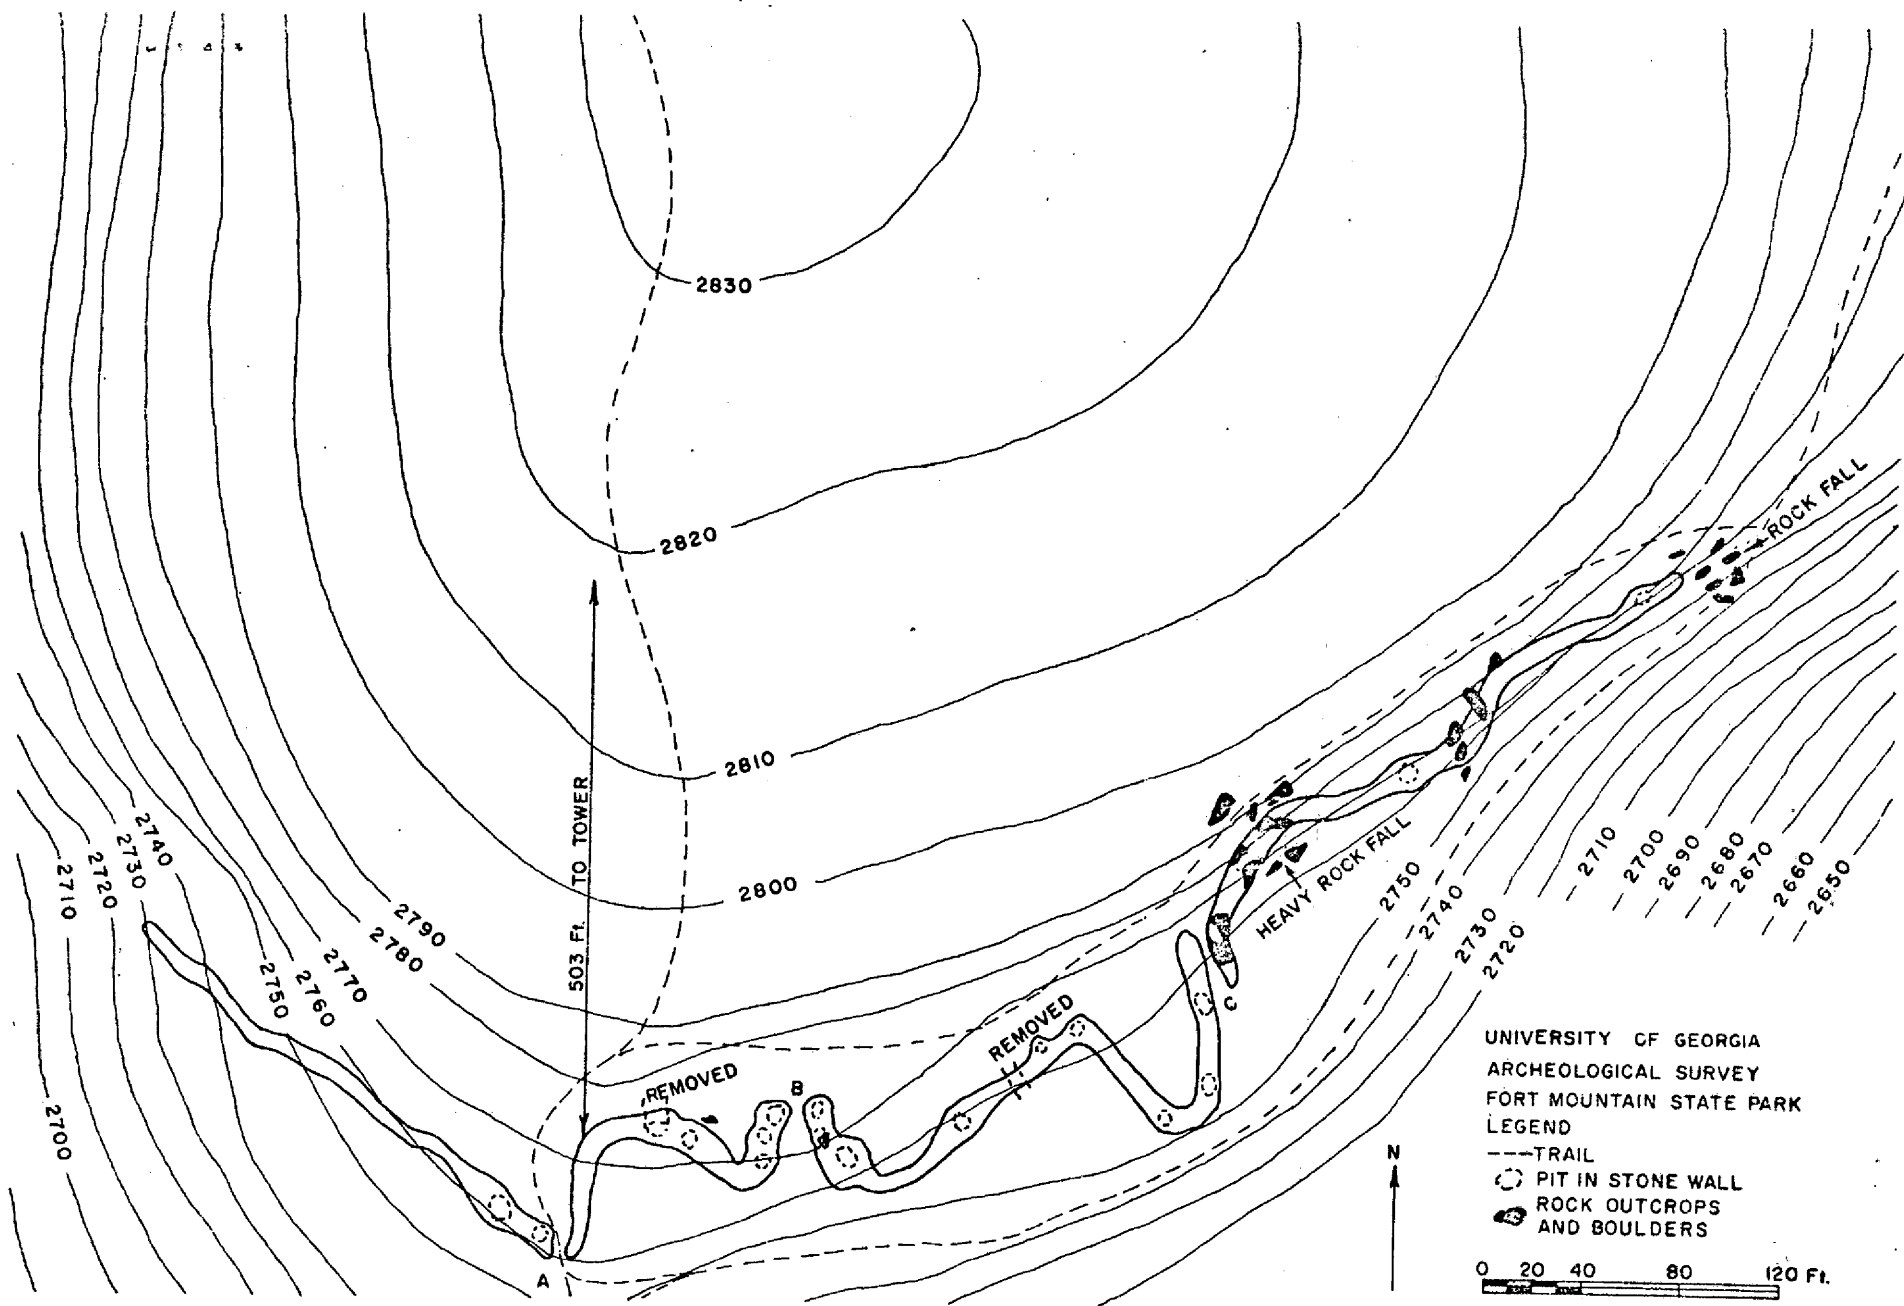 2830
2820
2810
2800
503 Ft. TO TOWER
ROCK FALL
HEAVY ROCK FALL
2790
2780
2770
2760
2750
2740
2730
2720
2710
2700
2750
2740
2730
2720
2710
2700
2690
2680
2670
2660
2650
REMOVED
REMOVED
A
B
C
N
UNIVERSITY OF GEORGIA
ARCHEOLOGICAL SURVEY
FORT MOUNTAIN STATE PARK
LEGEND
TRAIL
PIT IN STONE WALL
ROCK OUTCROPS
AND BOULDERS
0 20 40 80 120 Ft.